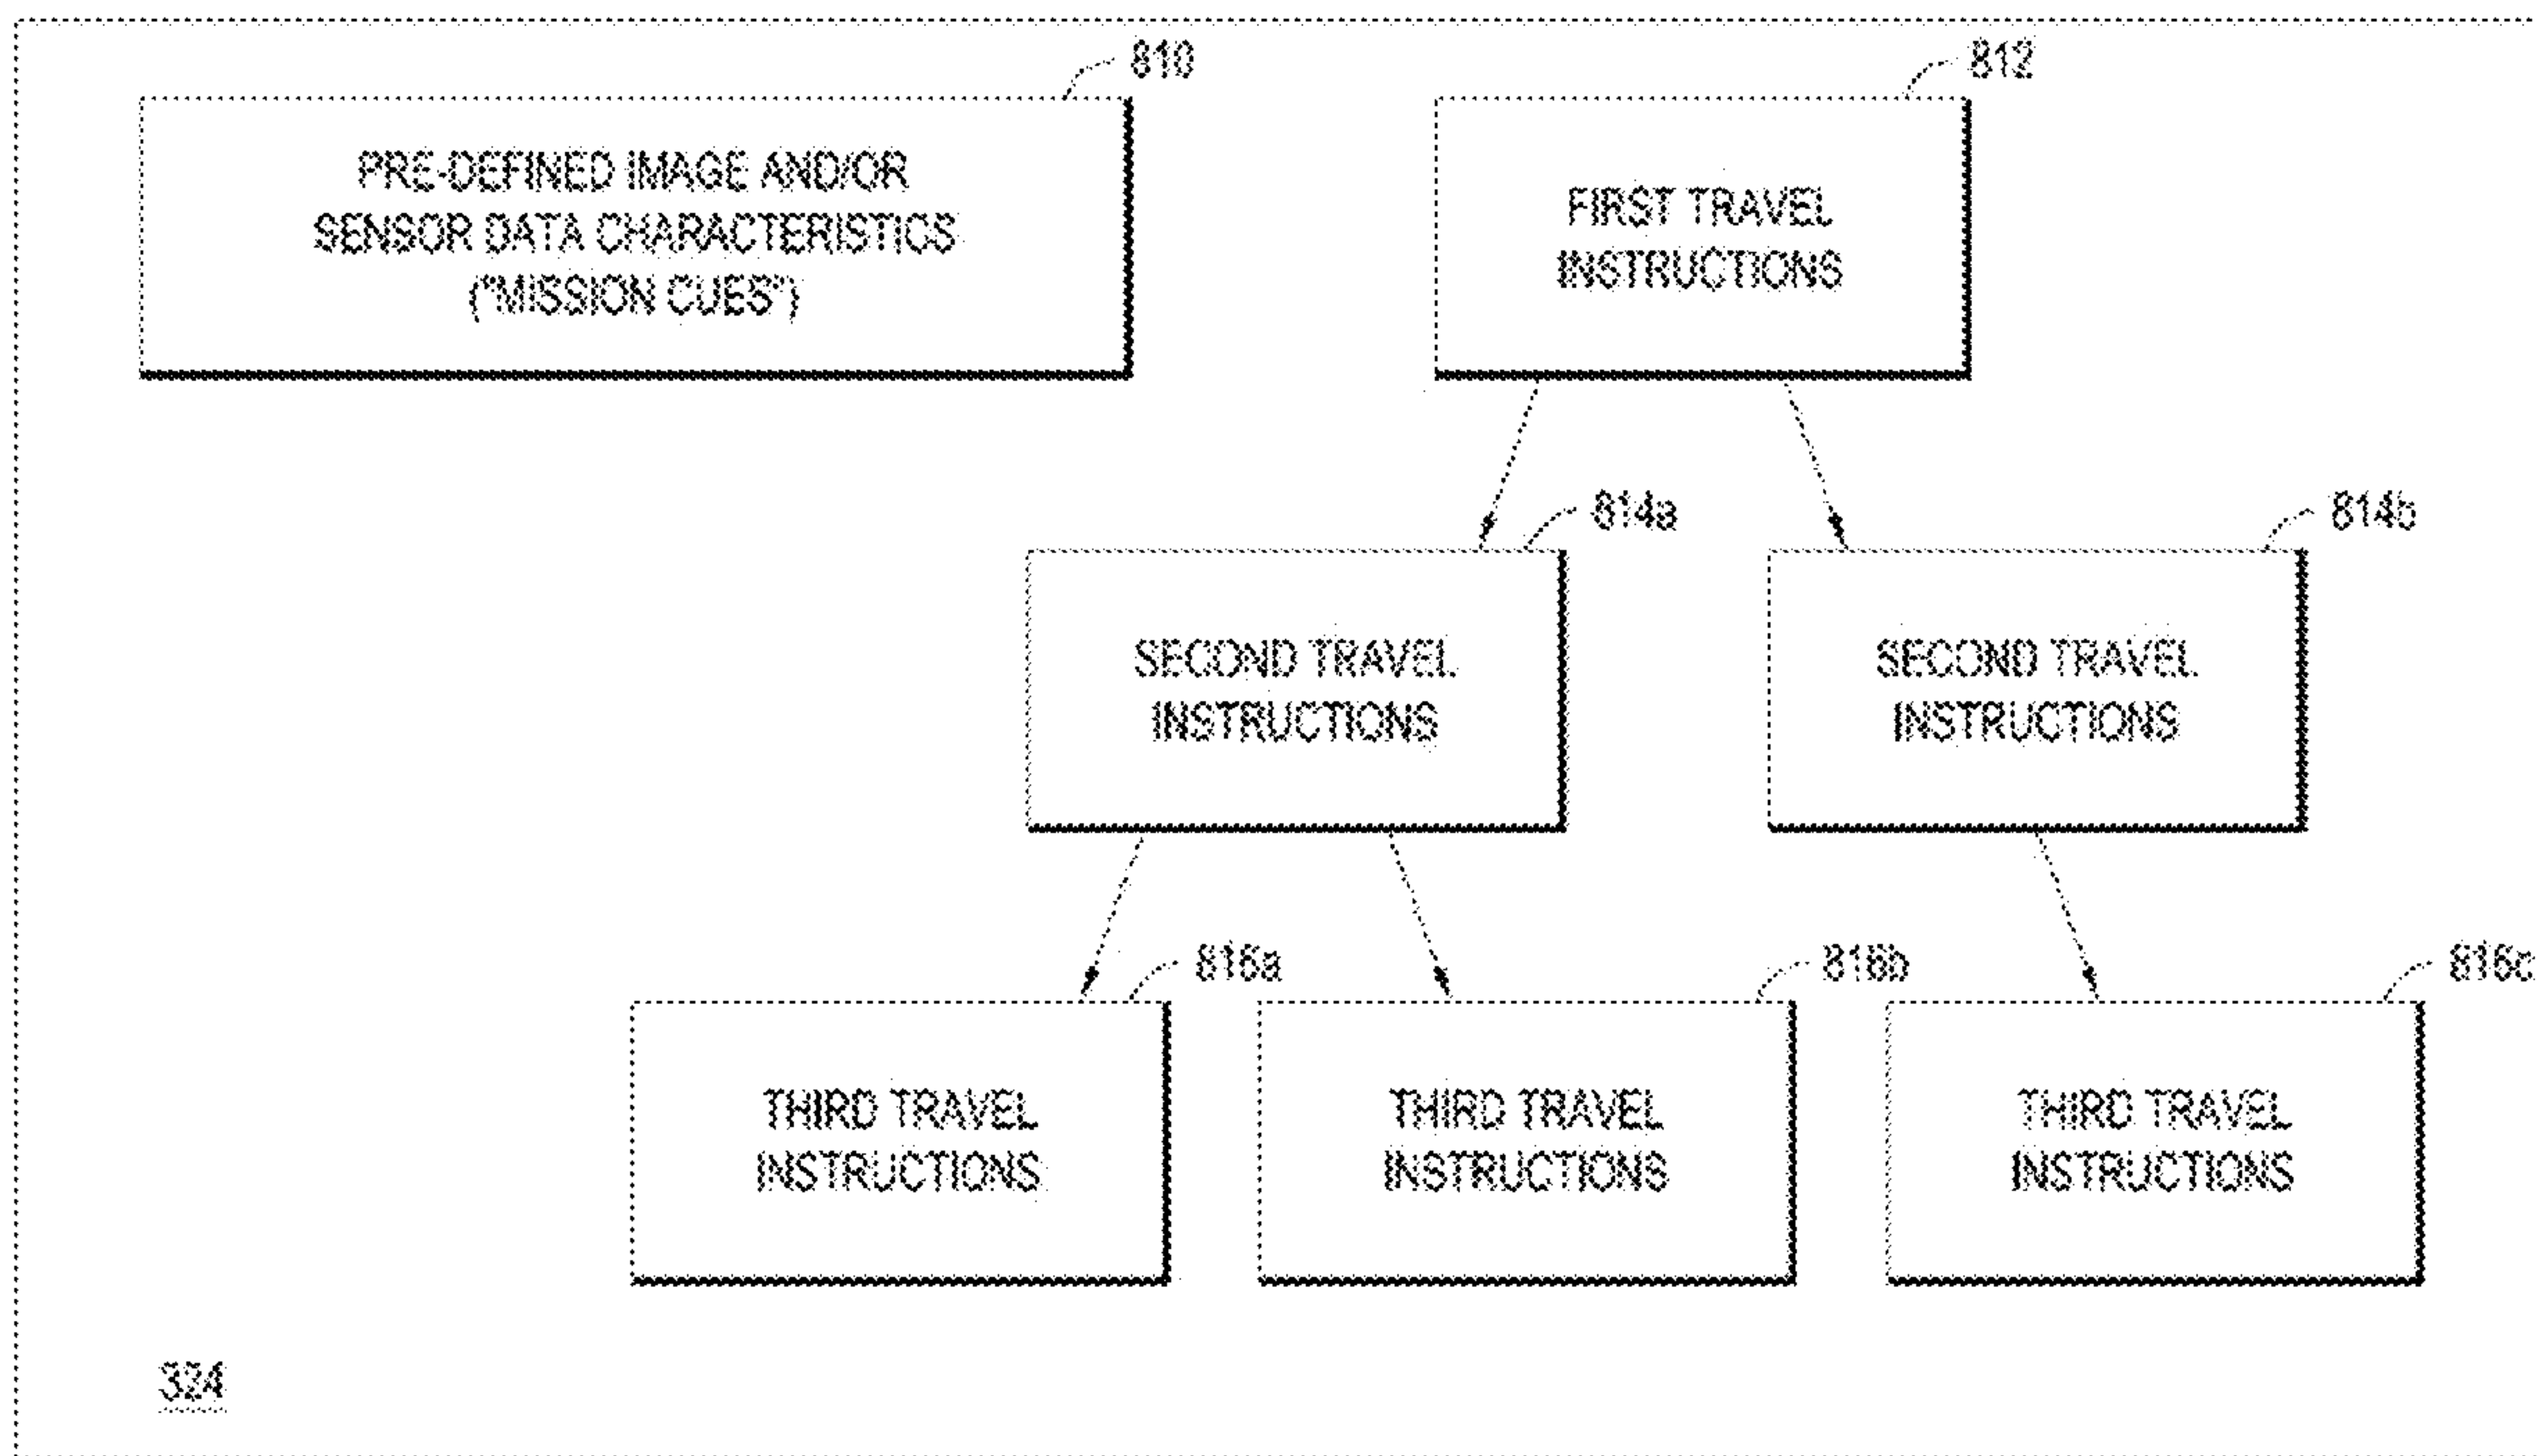 810
812
PRE-DEFINED IMAGE AND/OR
SENSOR DATA CHARACTERISTICS
("MISSION CUES")
FIRST TRAVEL
INSTRUCTIONS
814a
814b
SECOND TRAVEL
INSTRUCTIONS
SECOND TRAVEL
INSTRUCTIONS
816a
816b
816c
THIRD TRAVEL
INSTRUCTIONS
THIRD TRAVEL
INSTRUCTIONS
THIRD TRAVEL
INSTRUCTIONS
324